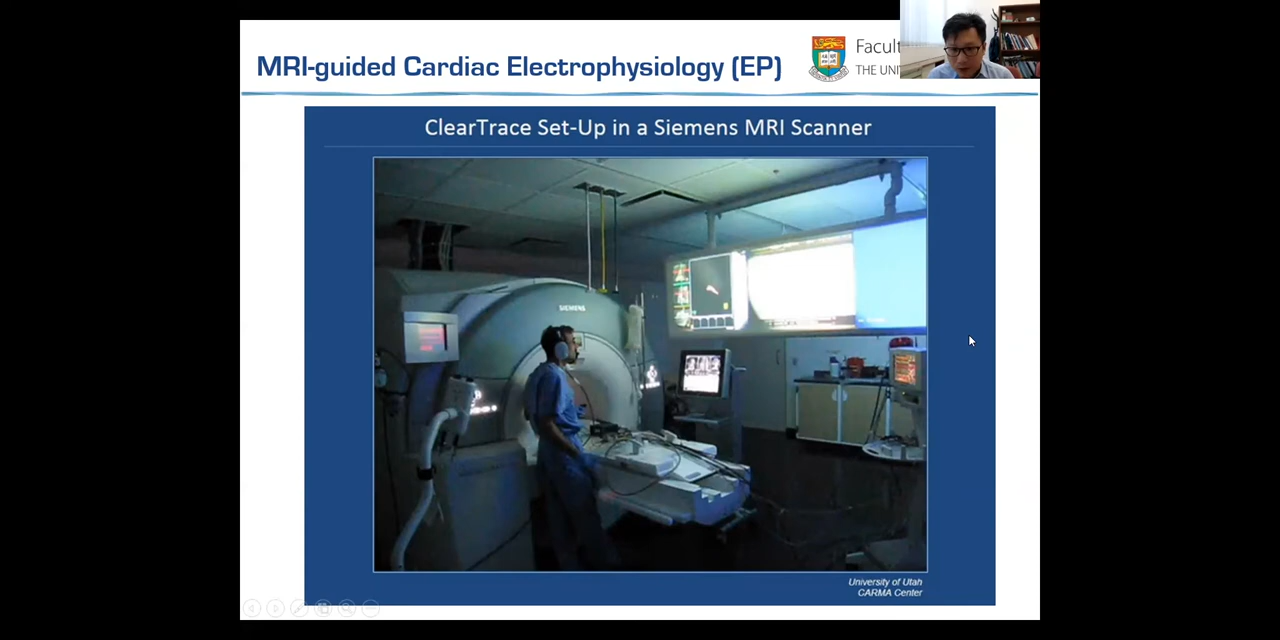 MRI-guided Cardiac Electrophysiology (EP)
Facult
THE UNI
ClearTrace Set-Up in a Siemens MRI Scanner
SIEMENS
University of Utah
CARMA Center